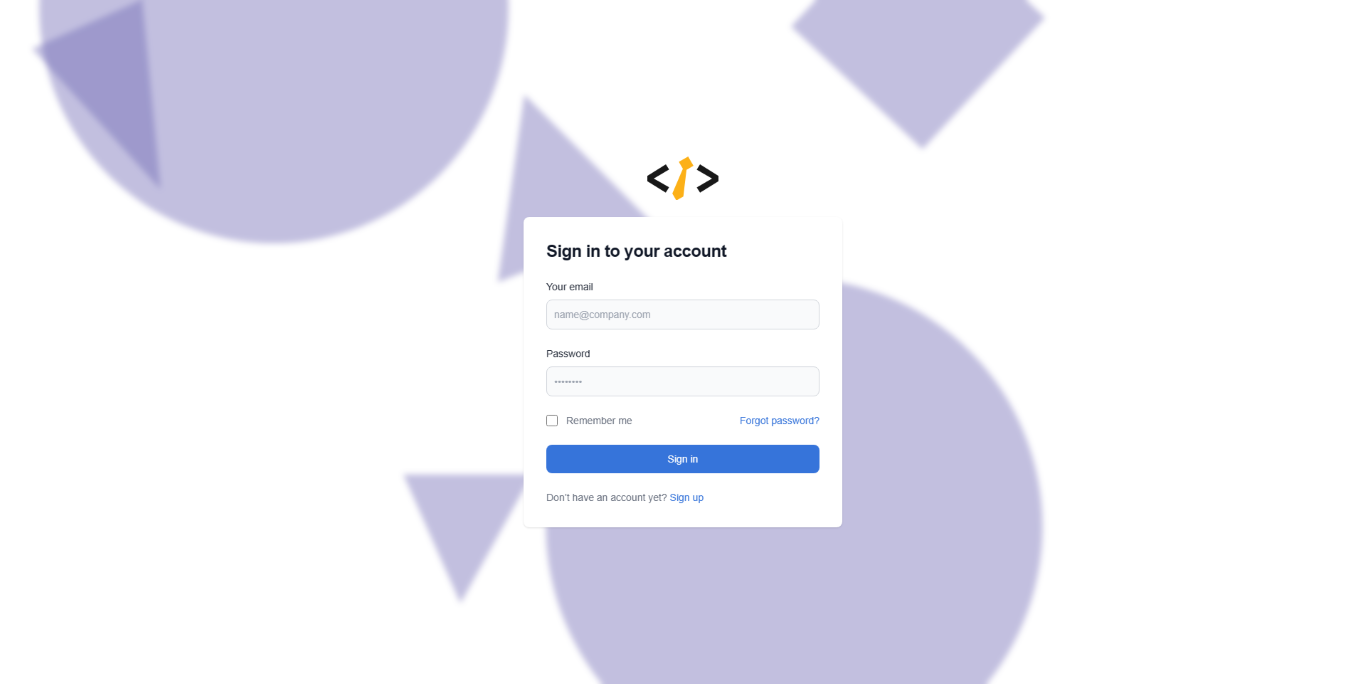 Sign in to your account
Your email
name@company.com
Password
••••••••
Remember me Forgot password?
Sign in
Don't have an account yet? Sign up